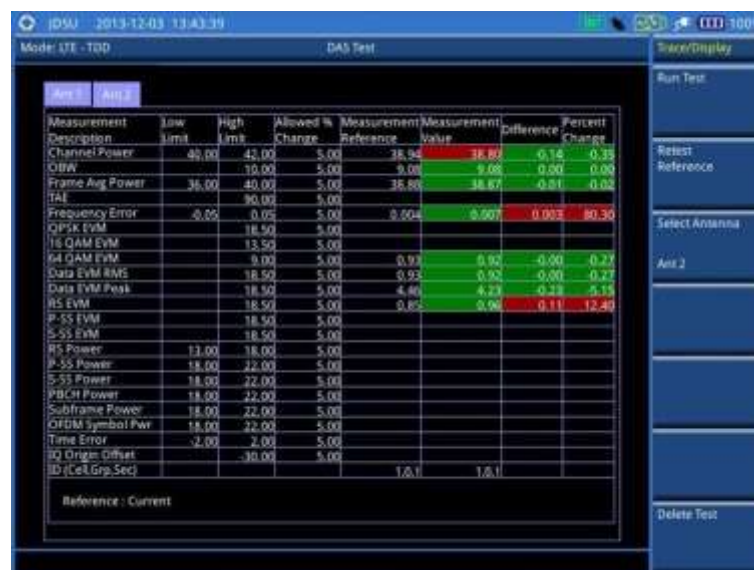 JDSU 2013-12-03 13:43:39 100
Mode: LTE - TDD DAS Test Trace/Display
Run Test
Ant 1 Ant 2
Measurement Description Low Limit High Limit Allowed % Change Measurement Reference Measurement Value Difference Percent Change
Channel Power 40.00 42.00 5.00 38.94 38.80 -0.14 -0.35
OBW 10.00 5.00 9.08 9.08 0.00 0.00
Frame Avg Power 36.00 40.00 5.00 38.88 38.87 -0.01 -0.02
TAE 90.00 5.00
Frequency Error -0.05 0.05 5.00 0.004 0.007 0.003 80.30
QPSK EVM 18.50 5.00
16 QAM EVM 13.50 5.00
64 QAM EVM 9.00 5.00 0.93 0.92 -0.00 -0.27
Data EVM RMS 18.50 5.00 0.93 0.92 -0.00 -0.27
Data EVM Peak 18.50 5.00 4.46 4.23 -0.23 -5.15
RS EVM 18.50 5.00 0.85 0.96 0.11 12.40
P-SS EVM 18.50 5.00
S-SS EVM 18.50 5.00
RS Power 13.00 18.00 5.00
P-SS Power 18.00 22.00 5.00
S-SS Power 18.00 22.00 5.00
PBCH Power 18.00 22.00 5.00
Subframe Power 18.00 22.00 5.00
OFDM Symbol Pwr 18.00 22.00 5.00
Time Error -2.00 2.00 5.00
IQ Origin Offset -30.00 5.00
ID (Cell,Grp,Sec) 1,0,1 1,0,1
Reference : Current
Retest Reference
Select Antenna
Ant 2
Delete Test